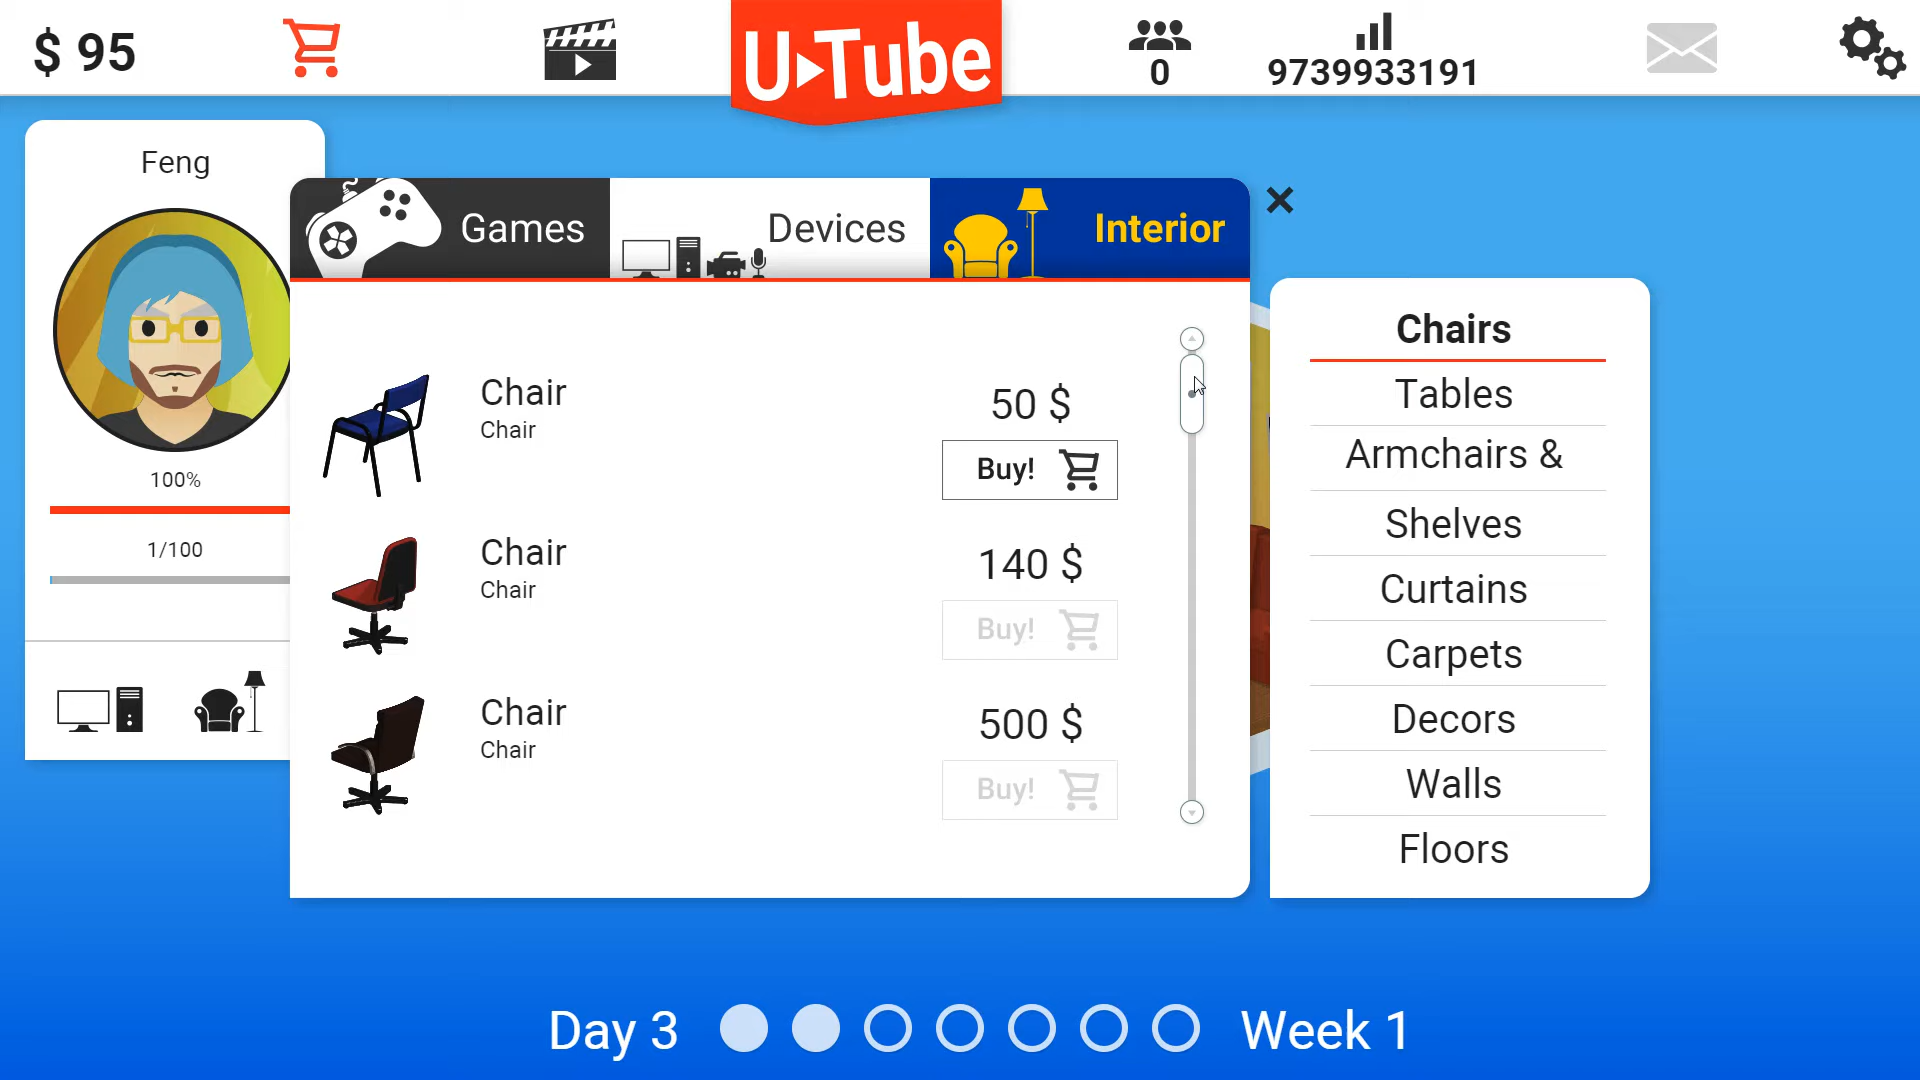 $ 95
U Tube
0
9739933191
Feng
100%
1/100
Games
Devices
Interior
Chair
Chair
50 $
Buy!
Chair
Chair
140 $
Buy!
Chair
Chair
500 $
Buy!
Chairs
Tables
Armchairs &
Shelves
Curtains
Carpets
Decors
Walls
Floors
Day 3
Week 1